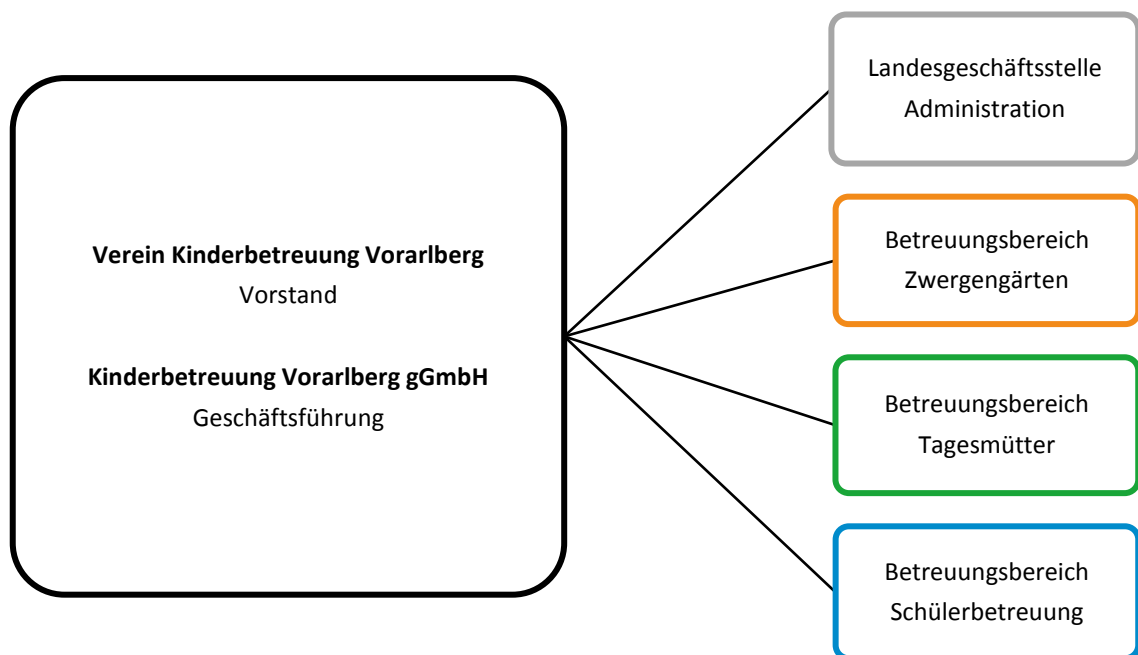 Verein Kinderbetreuung Vorarlberg
Vorstand
Kinderbetreuung Vorarlberg gGmbH
Geschäftsführung
Landesgeschäftsstelle
Administration
Betreuungsbereich
Zwergengärten
Betreuungsbereich
Tagesmütter
Betreuungsbereich
Schülerbetreuung